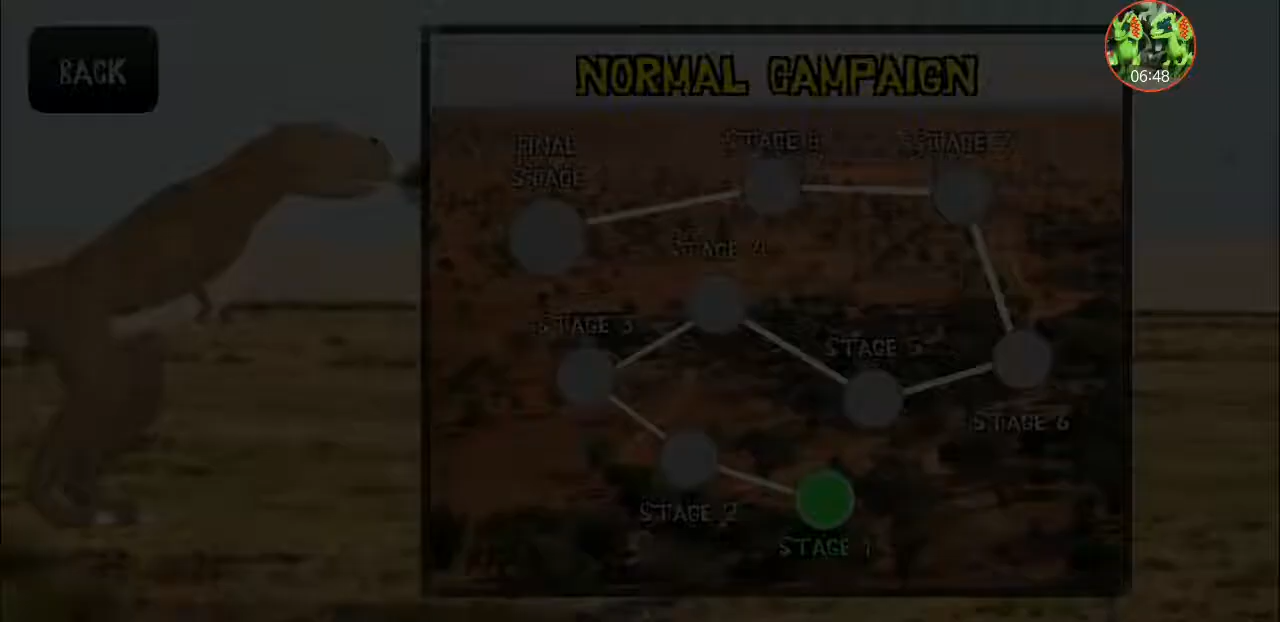 BACK
06:48
NORMAL CAMPAIGN
FINAL
STAGE
STAGE 8
STAGE 7
STAGE 4
STAGE 3
STAGE 5
STAGE 6
STAGE 2
STAGE 1